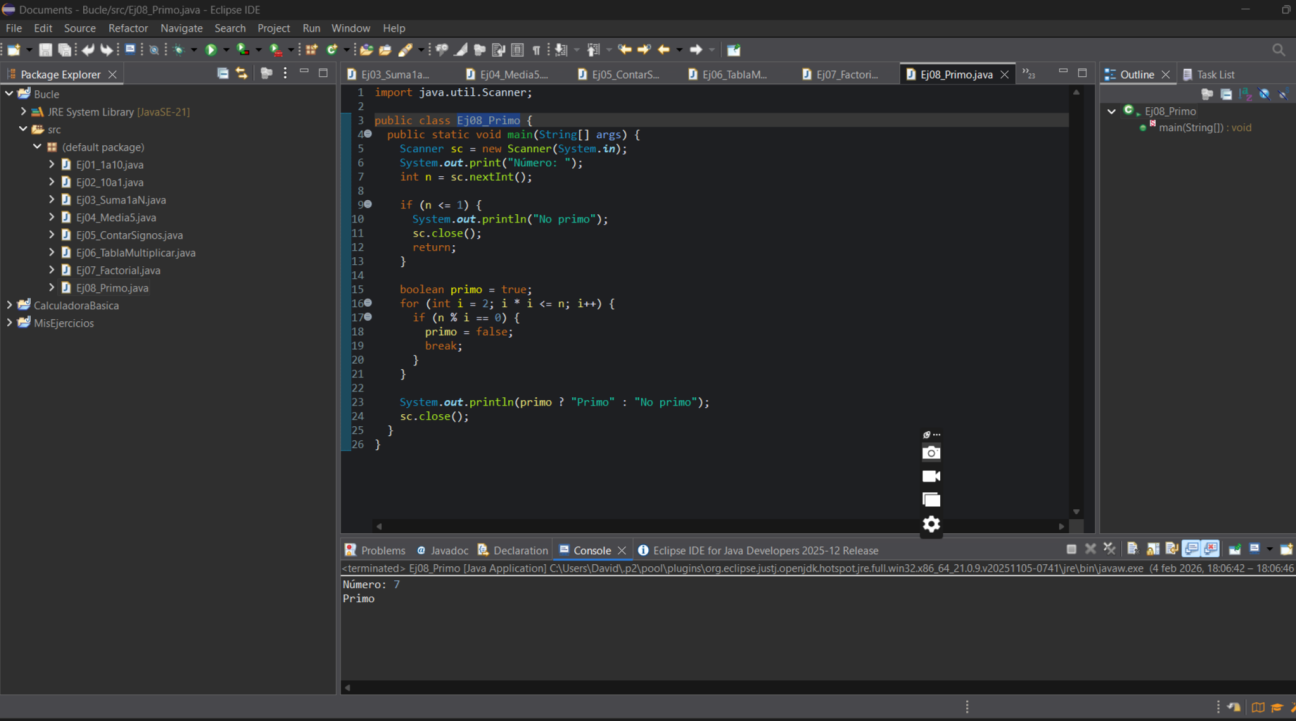 Documents - Bucle/src/Ej08_Primo.java - Eclipse IDE
File Edit Source Refactor Navigate Search Project Run Window Help
Package Explorer
Bucle
JRE System Library [JavaSE-21]
src
(default package)
Ej01_1a10.java
Ej02_10a1.java
Ej03_Suma1aN.java
Ej04_Media5.java
Ej05_ContarSignos.java
Ej06_TablaMultiplicar.java
Ej07_Factorial.java
Ej08_Primo.java
CalculadoraBasica
MisEjercicios
Ej03_Suma1a... Ej04_Media5.... Ej05_ContarS... Ej06_TablaM... Ej07_Factori... Ej08_Primo.java »23
1 import java.util.Scanner;
2
3 public class Ej08_Primo {
4 public static void main(String[] args) {
5 Scanner sc = new Scanner(System.in);
6 System.out.print("Número: ");
7 int n = sc.nextInt();
8
9 if (n <= 1) {
10 System.out.println("No primo");
11 sc.close();
12 return;
13 }
14
15 boolean primo = true;
16 for (int i = 2; i * i <= n; i++) {
17 if (n % i == 0) {
18 primo = false;
19 break;
20 }
21 }
22
23 System.out.println(primo ? "Primo" : "No primo");
24 sc.close();
25 }
26 }
Outline Task List
Ej08_Primo
main(String[]) : void
Problems Javadoc Declaration Console Eclipse IDE for Java Developers 2025-12 Release
<terminated> Ej08_Primo [Java Application] C:\Users\David\.p2\pool\plugins\org.eclipse.justj.openjdk.hotspot.jre.full.win32.x86_64_21.0.9.v20251105-0741\jre\bin\javaw.exe (4 feb 2026, 18:06:42 – 18:06:46
Número: 7
Primo